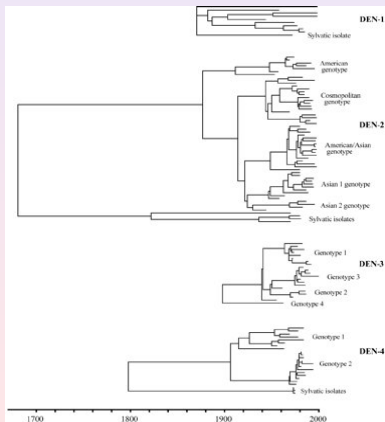 DEN-1
Sylvatic isolate
American
genotype
Cosmopolitan
genotype
DEN-2
American/Asian
genotype
Asian 1 genotype
Asian 2 genotype
Sylvatic isolates
Genotype 1
DEN-3
Genotype 3
Genotype 2
Genotype 4
Genotype 1
DEN-4
Genotype 2
Sylvatic isolates
1700 1800 1900 2000